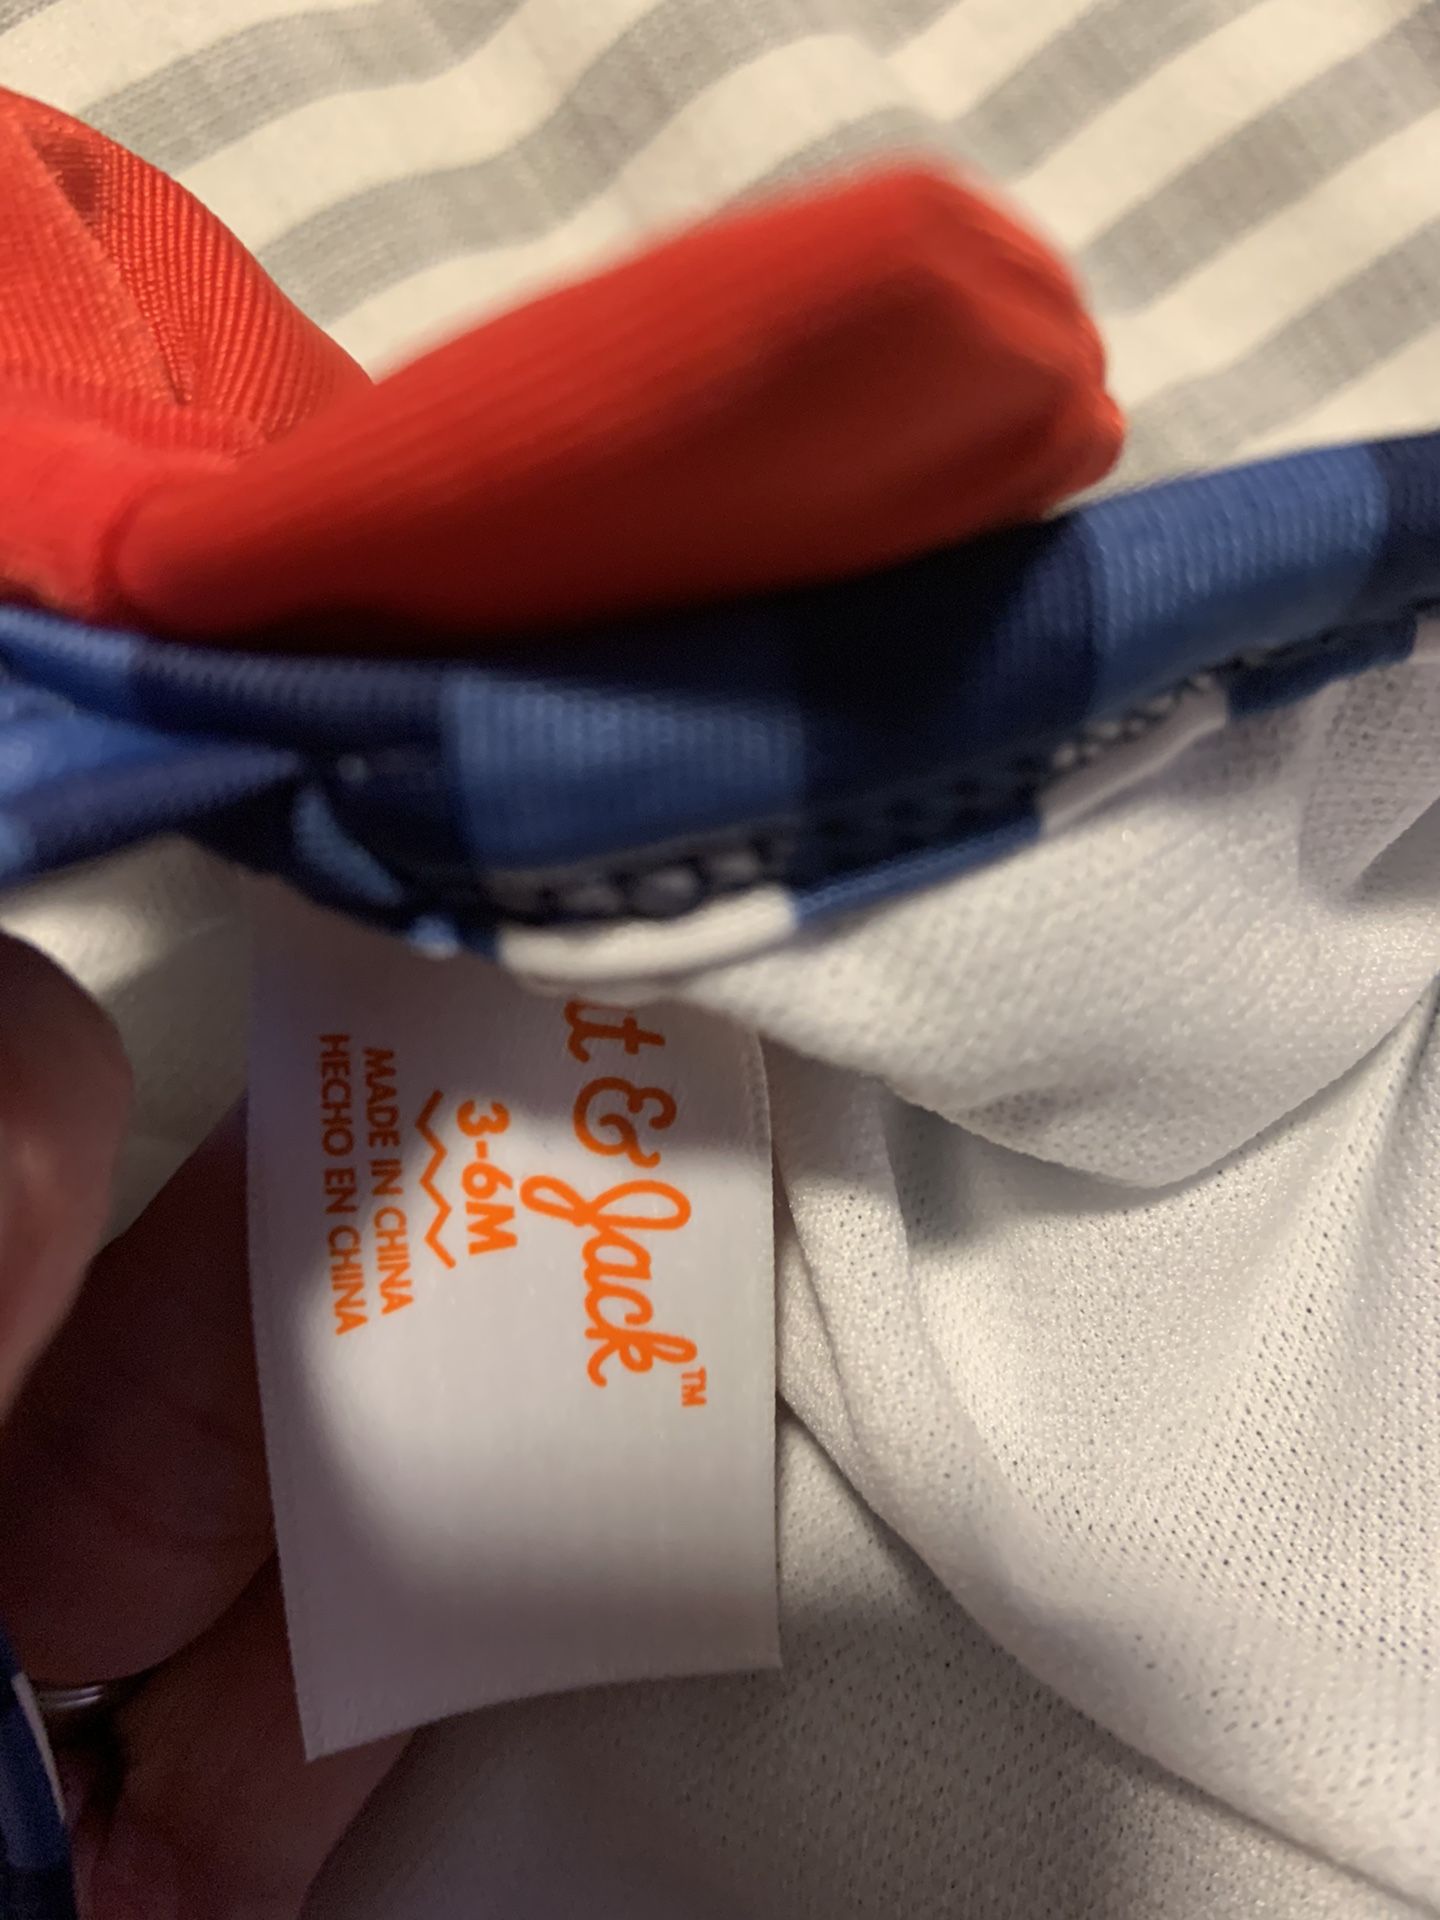 & Jack™
3-6M
MADE IN CHINA
HECHO EN CHINA